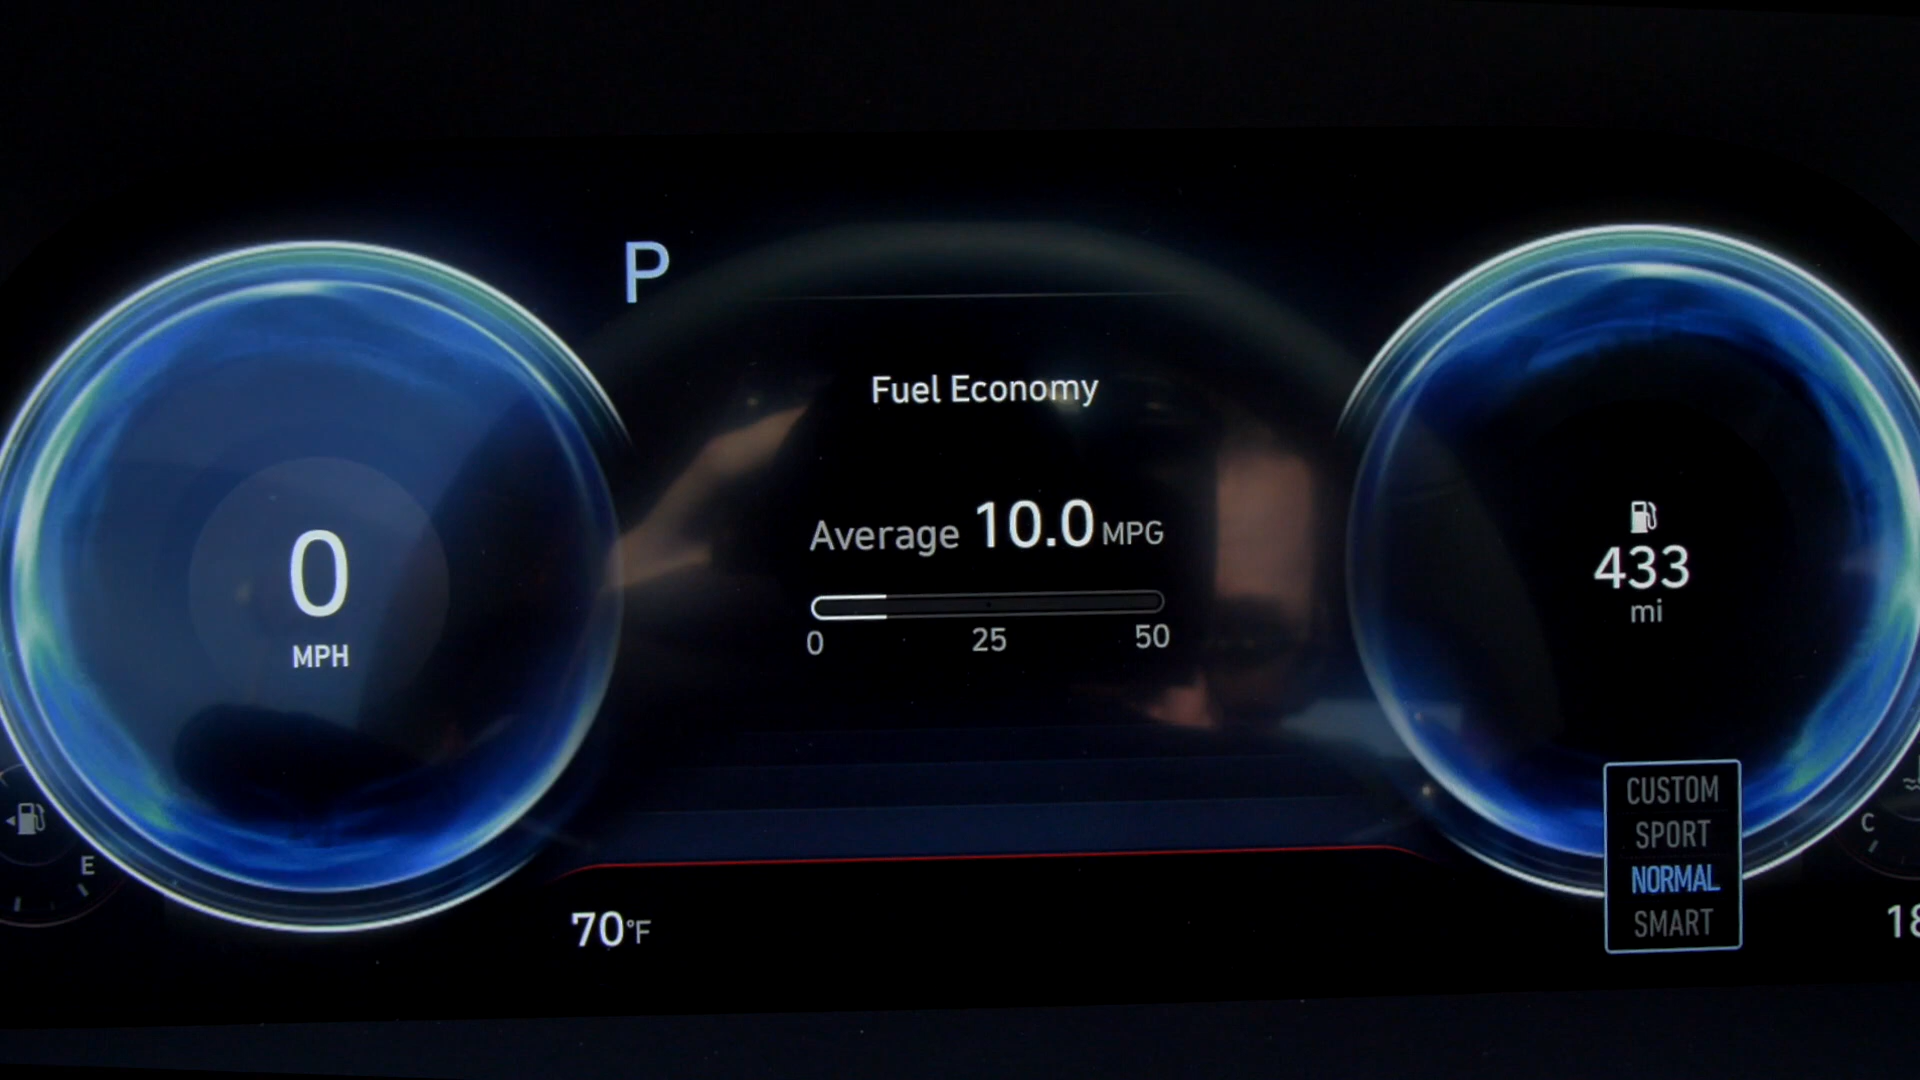 P
Fuel Economy
Average 10.0 MPG
0 25 50
0
MPH
433
mi
E
C
CUSTOM
SPORT
NORMAL
SMART
70°F